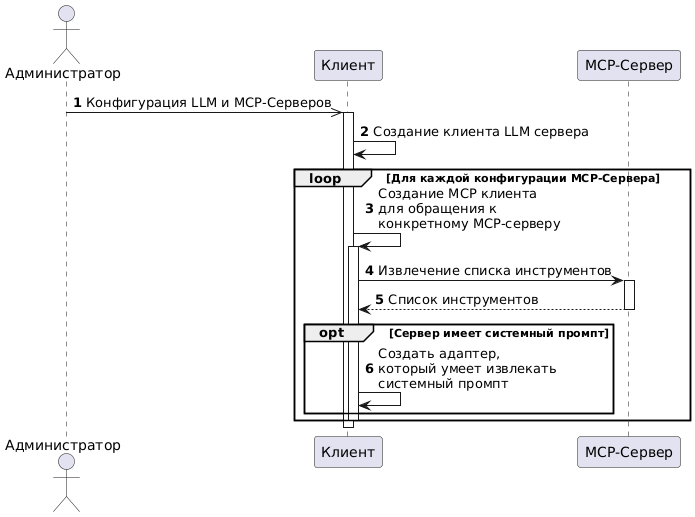 Администратор
Клиент
MCP-Сервер
1 Конфигурация LLM и MCP-Серверов
2 Создание клиента LLM сервера
loop [Для каждой конфигурации MCP-Сервера]
Создание MCP клиента
3 для обращения к
конкретному MCP-серверу
4 Извлечение списка инструментов
5 Список инструментов
opt [Сервер имеет системный промпт]
Создать адаптер,
6 который умеет извлекать
системный промпт
Администратор
Клиент
MCP-Сервер